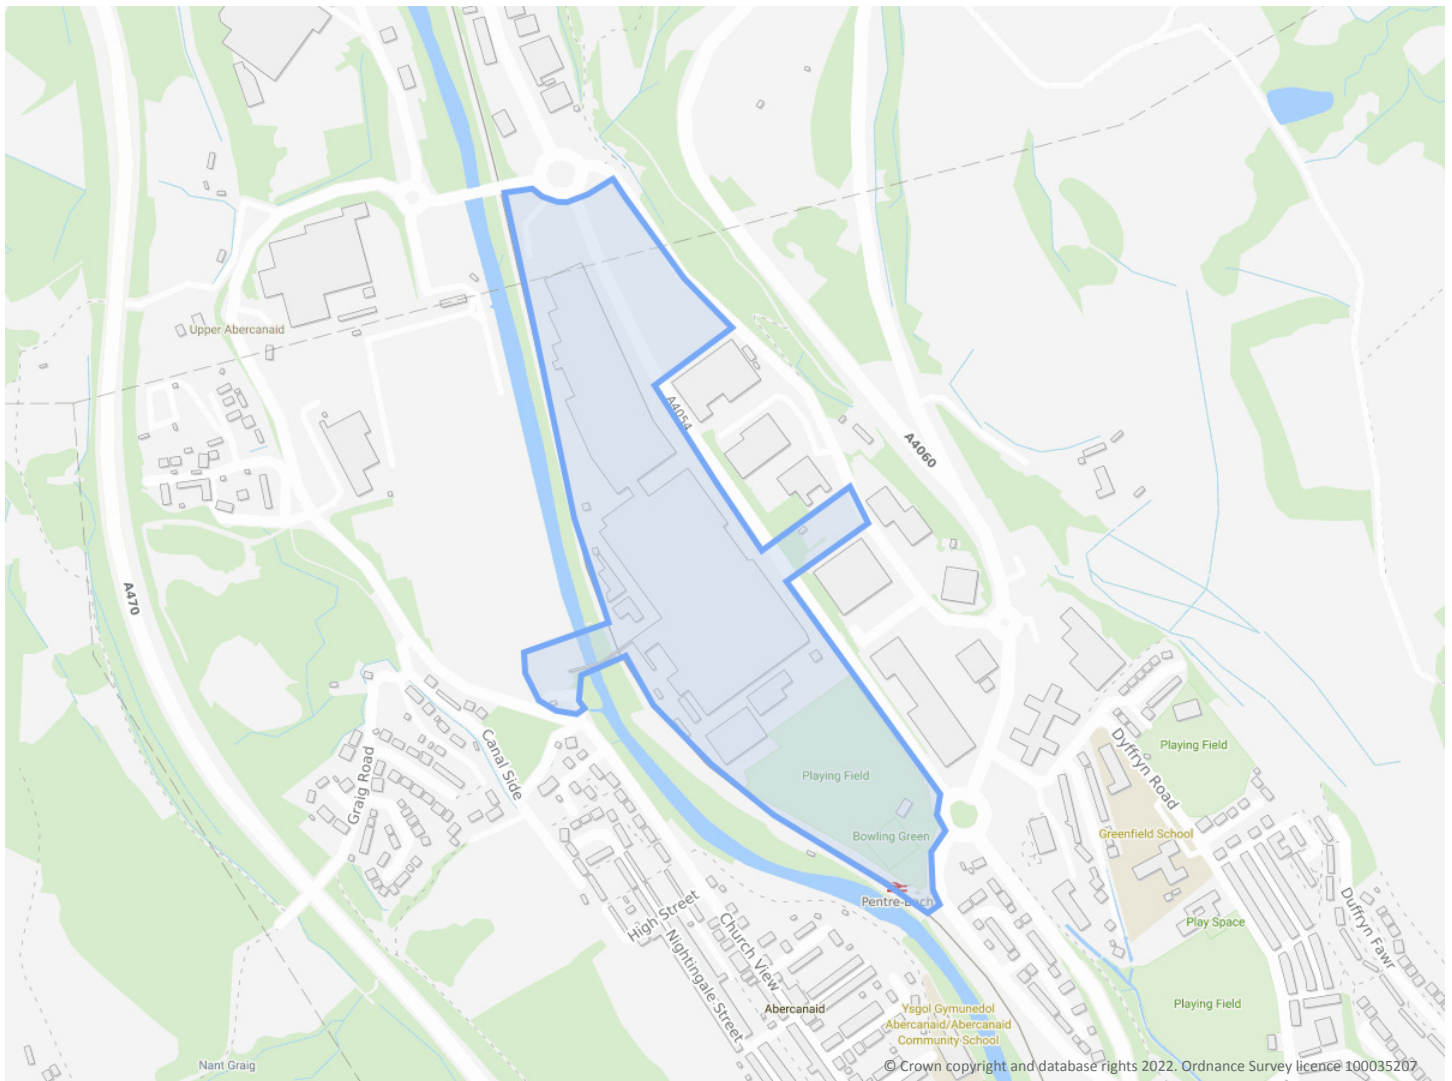 Upper Abercanaid
A4054
A4060
A470
Canal Side
Graig Road
Dyffryn Road
Playing Field
Playing Field
Bowling Green
Greenfield School
Pentre-Bach
High Street
Church View
Nightingale Street
Play Space
Duffryn Fawr
Abercanaid
Ysgol Gymunedol
Abercanaid/Abercanaid
Community School
Playing Field
Nant Graig
© Crown copyright and database rights 2022. Ordnance Survey licence 100035207